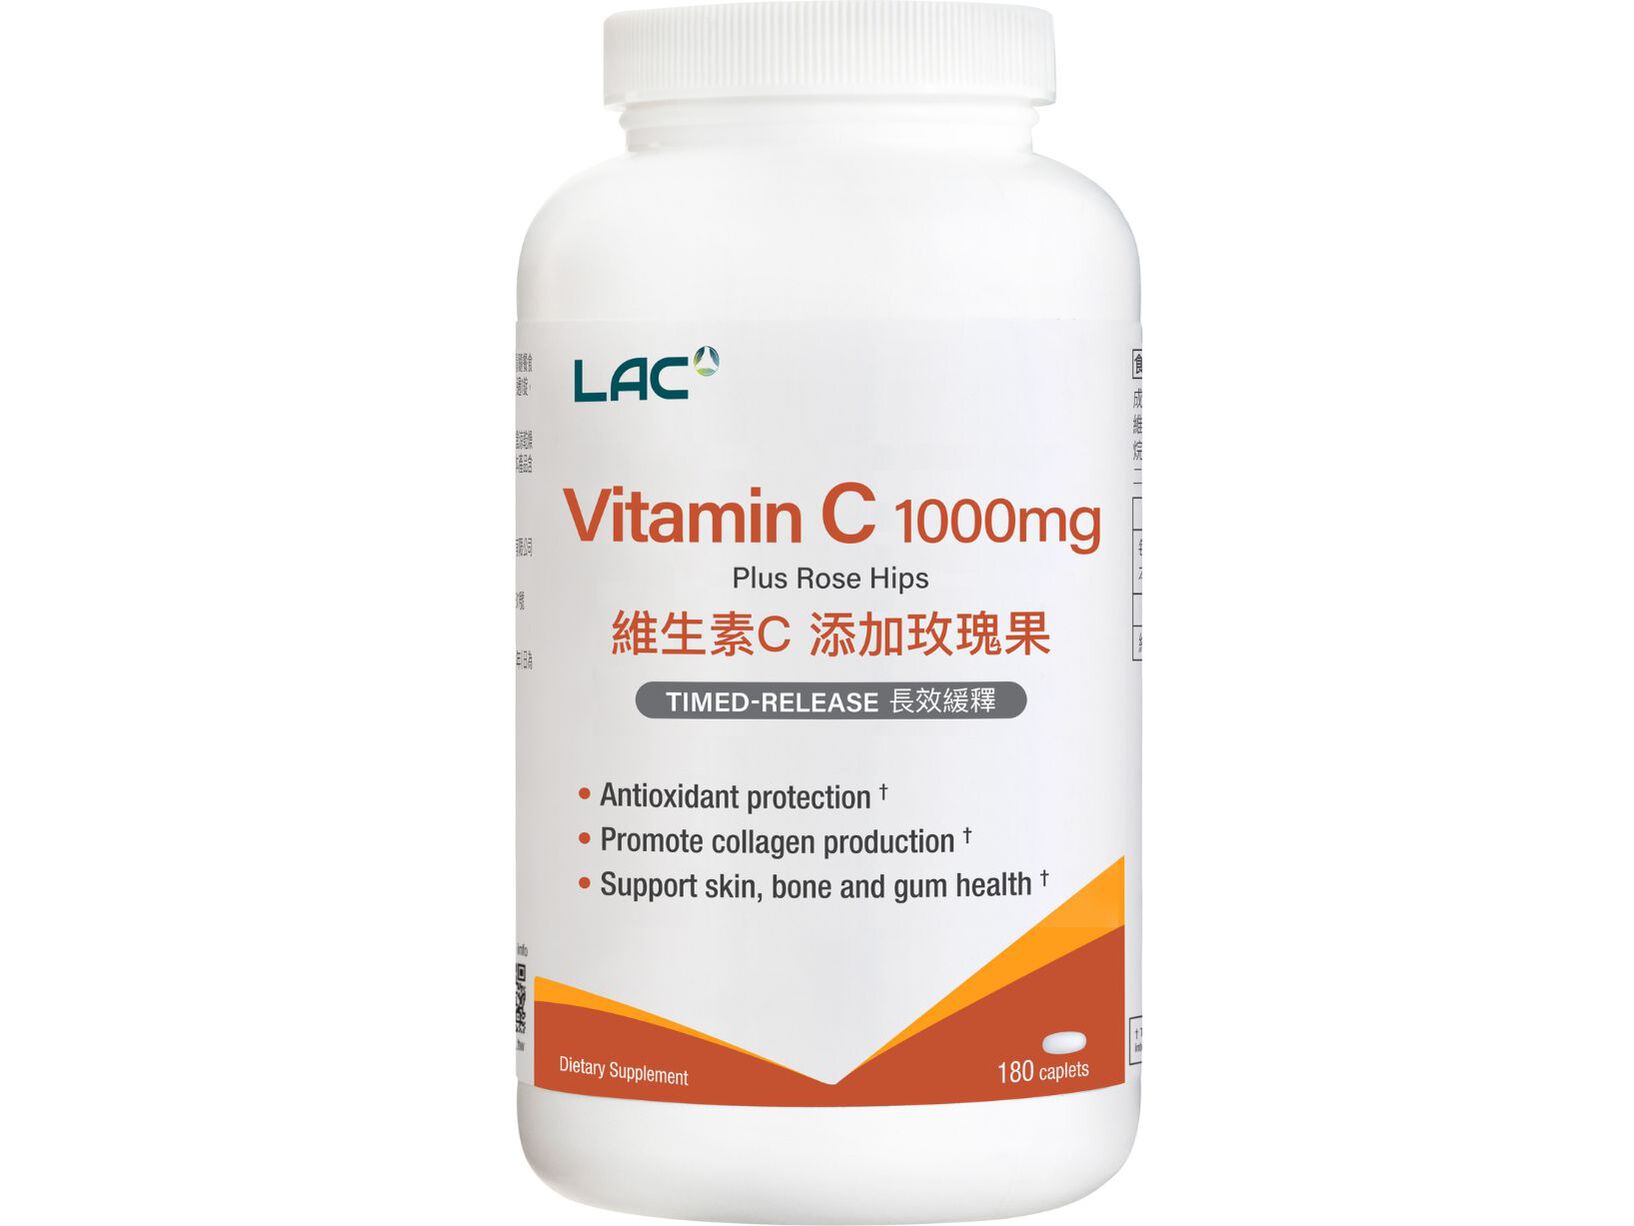 LAC
Vitamin C 1000mg
Plus Rose Hips
維生素C 添加玫瑰果
TIMED-RELEASE 長效緩釋
• Antioxidant protection †
• Promote collagen production †
• Support skin, bone and gum health †
Dietary Supplement
180 caplets